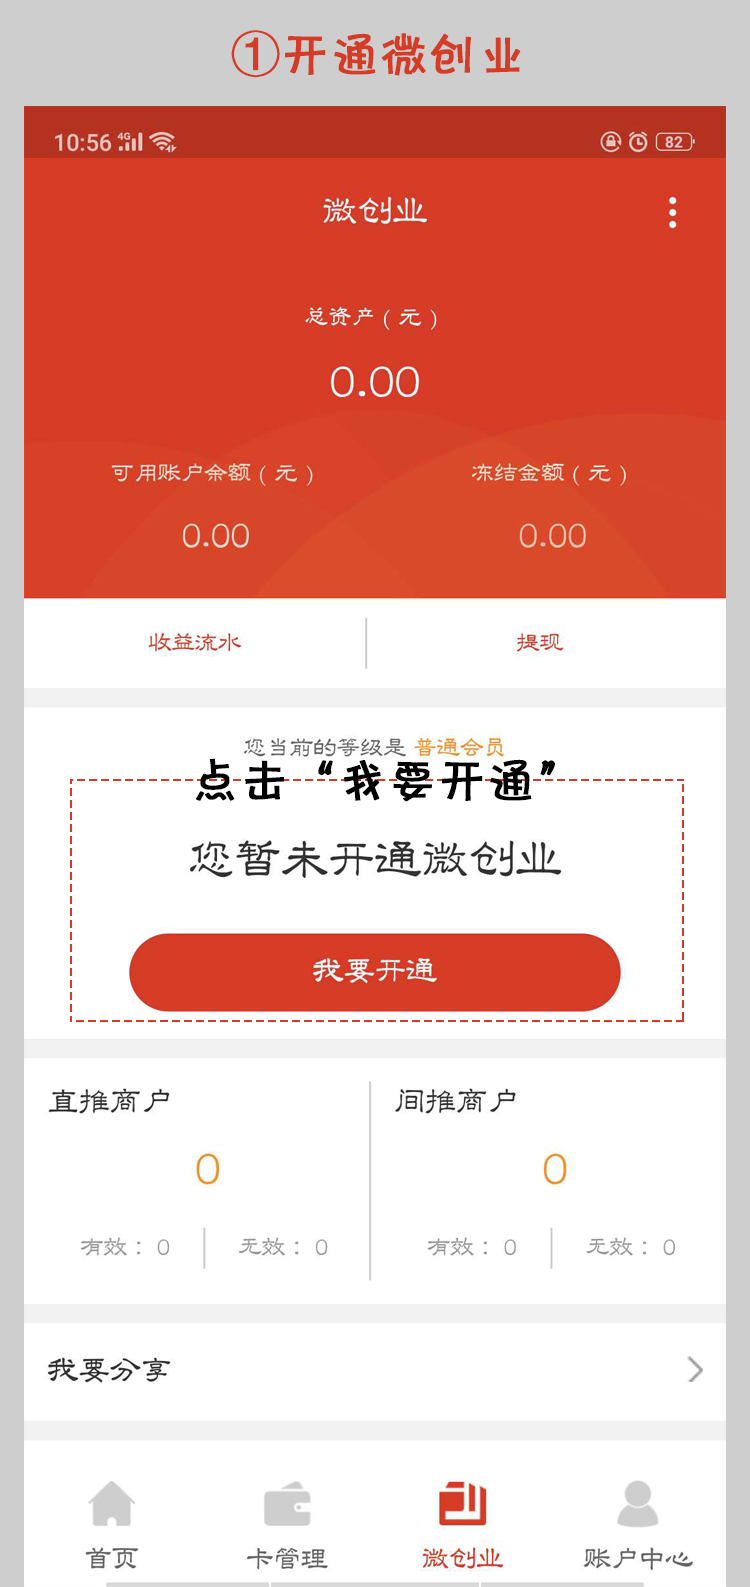 ①开通微创业
10:56 4G 82
微创业
总资产（元）
0.00
可用账户余额（元） 冻结金额（元）
0.00 0.00
收益流水 提现
您当前的等级是 普通会员
点击“我要开通”
您暂未开通微创业
我要开通
直推商户 间推商户
0 0
有效：0 无效：0 有效：0 无效：0
我要分享
首页 卡管理 微创业 账户中心